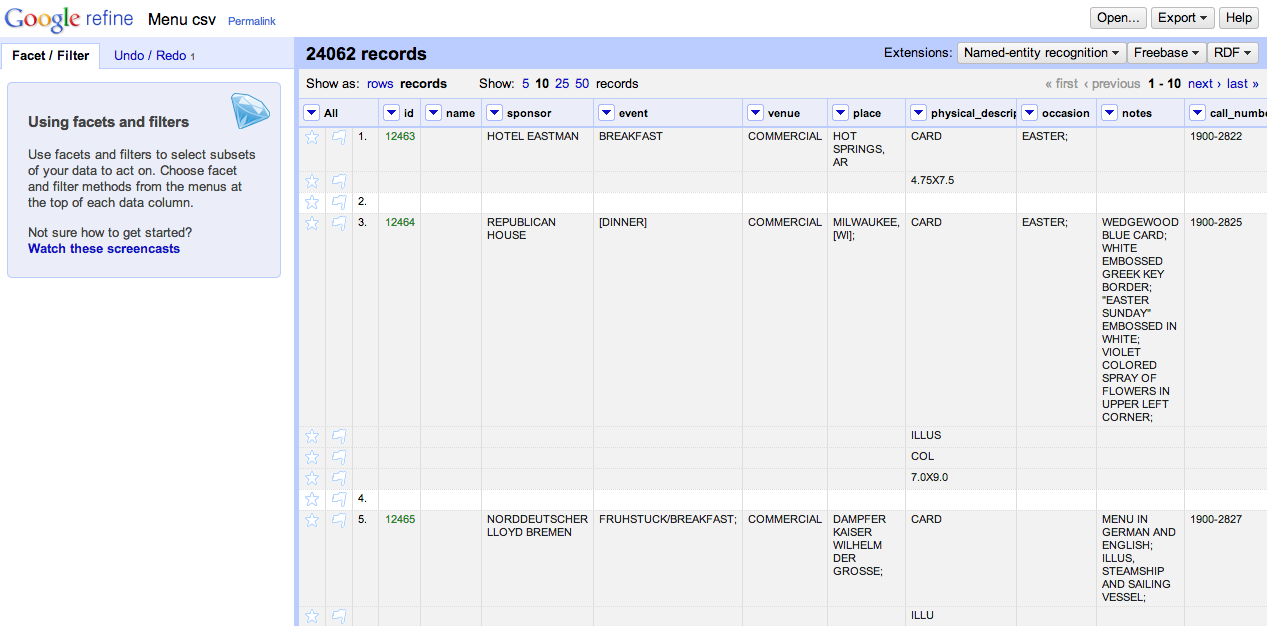 Google refine Menu csv Permalink Open... Export Help
Facet / Filter Undo / Redo 1
24062 records Extensions: Named-entity recognition Freebase RDF
Show as: rows records Show: 5 10 25 50 records « first ‹ previous 1 - 10 next › last »
Using facets and filters
Use facets and filters to select subsets
of your data to act on. Choose facet
and filter methods from the menus at
the top of each data column.
Not sure how to get started?
Watch these screencasts
All id name sponsor event venue place physical_descrip occasion notes call_numbe
1. 12463 HOTEL EASTMAN BREAKFAST COMMERCIAL HOT CARD EASTER; 1900-2822
SPRINGS,
AR
4.75X7.5
2.
3. 12464 REPUBLICAN [DINNER] COMMERCIAL MILWAUKEE, CARD EASTER; WEDGEWOOD 1900-2825
HOUSE [WI]; BLUE CARD;
WHITE
EMBOSSED
GREEK KEY
BORDER;
"EASTER
SUNDAY"
EMBOSSED IN
WHITE;
VIOLET
COLORED
SPRAY OF
FLOWERS IN
UPPER LEFT
CORNER;
ILLUS
COL
7.0X9.0
4.
5. 12465 NORDDEUTSCHER FRUHSTUCK/BREAKFAST; COMMERCIAL DAMPFER CARD MENU IN 1900-2827
LLOYD BREMEN KAISER GERMAN AND
WILHELM ENGLISH;
DER ILLUS,
GROSSE; STEAMSHIP
AND SAILING
VESSEL;
ILLU